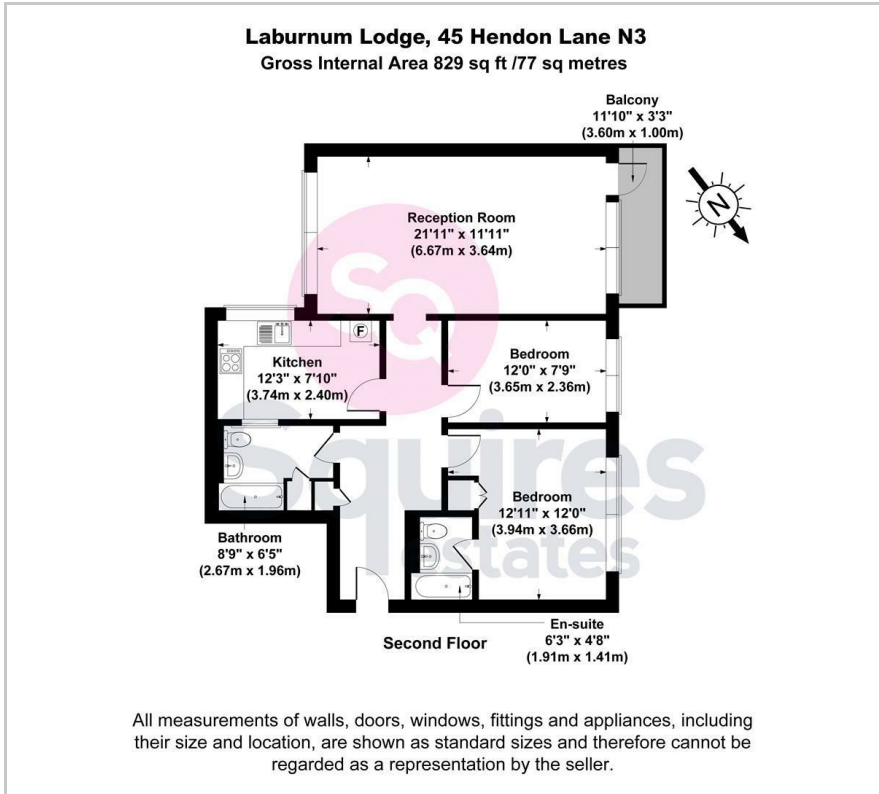 Laburnum Lodge, 45 Hendon Lane N3
Gross Internal Area 829 sq ft /77 sq metres
Balcony
11'10" x 3'3"
(3.60m x 1.00m)
N
Reception Room
21'11" x 11'11"
(6.67m x 3.64m)
SQ
F
Kitchen
12'3" x 7'10"
(3.74m x 2.40m)
Bedroom
12'0" x 7'9"
(3.65m x 2.36m)
Squires
estates
Bedroom
12'11" x 12'0"
(3.94m x 3.66m)
Bathroom
8'9" x 6'5"
(2.67m x 1.96m)
En-suite
6'3" x 4'8"
(1.91m x 1.41m)
Second Floor
All measurements of walls, doors, windows, fittings and appliances, including
their size and location, are shown as standard sizes and therefore cannot be
regarded as a representation by the seller.